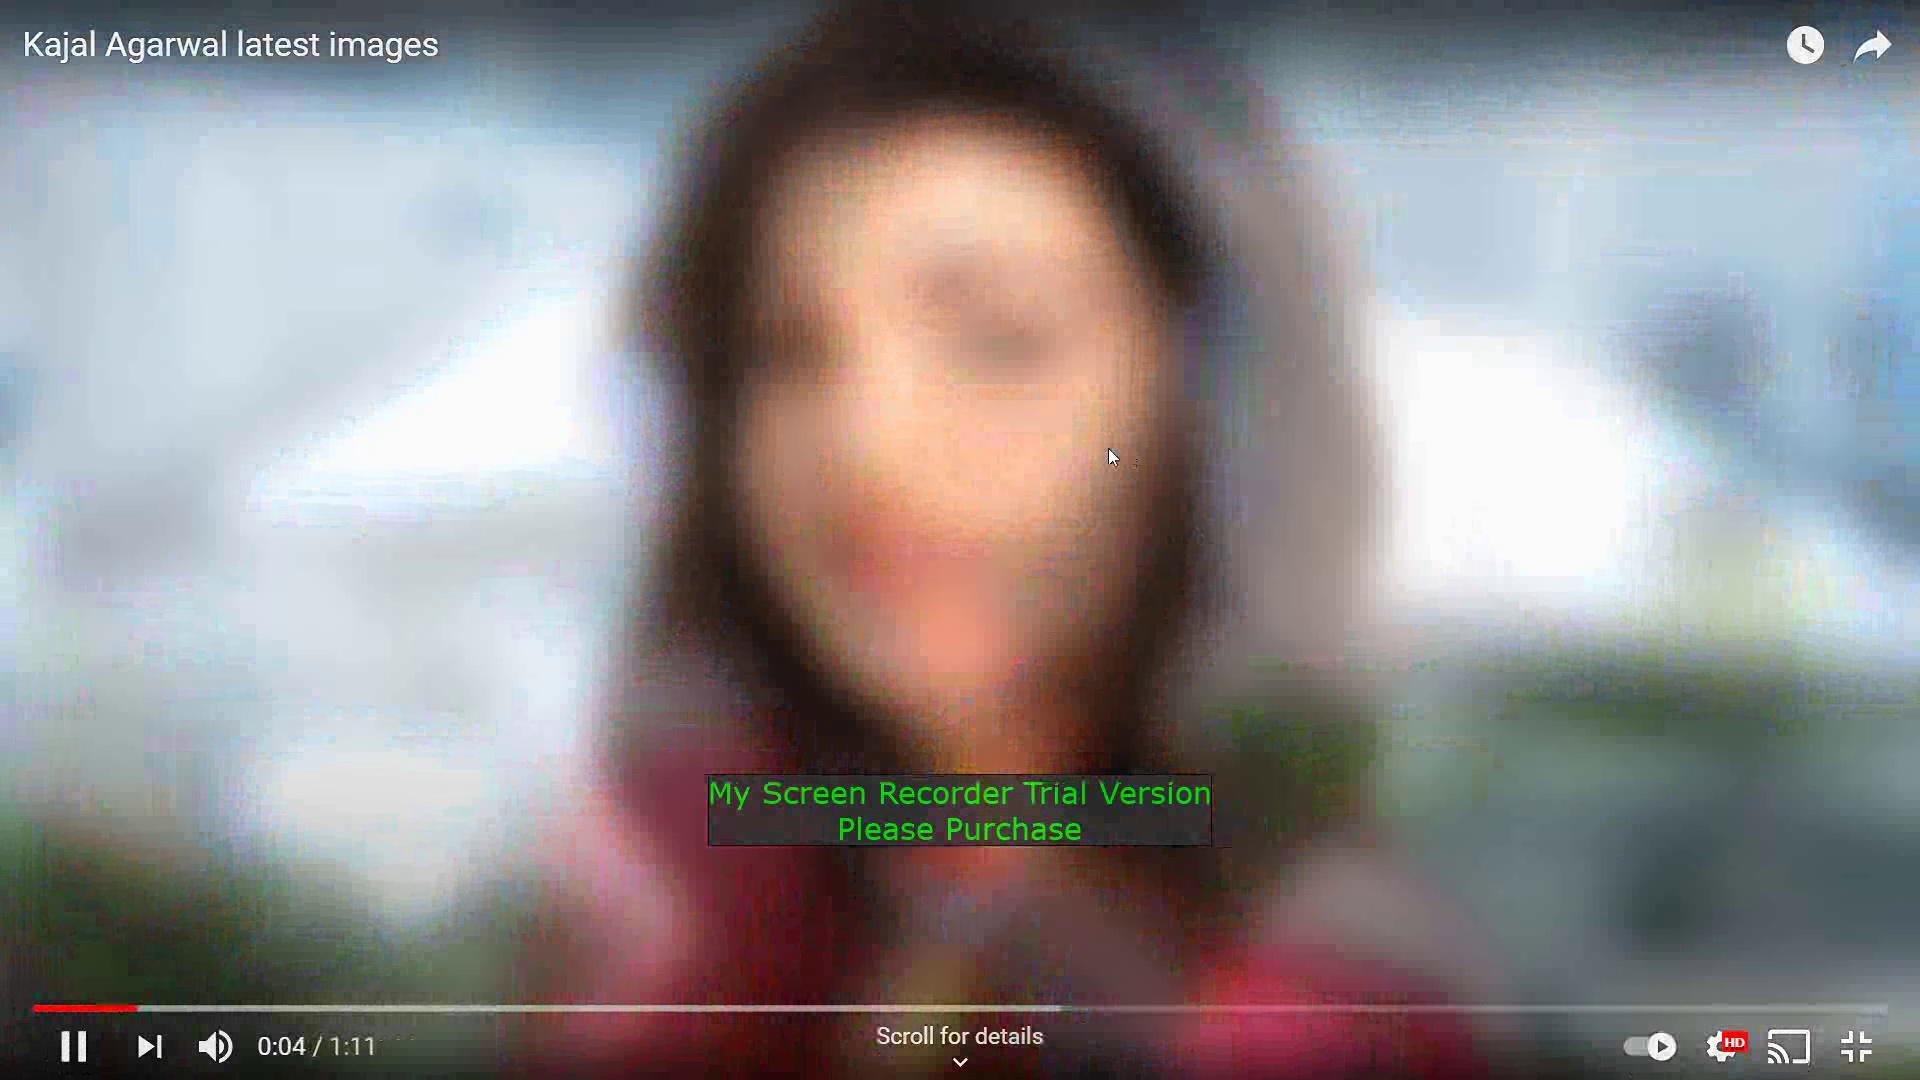 Kajal Agarwal latest images
My Screen Recorder Trial Version
Please Purchase
0:04 / 1:11
Scroll for details
HD